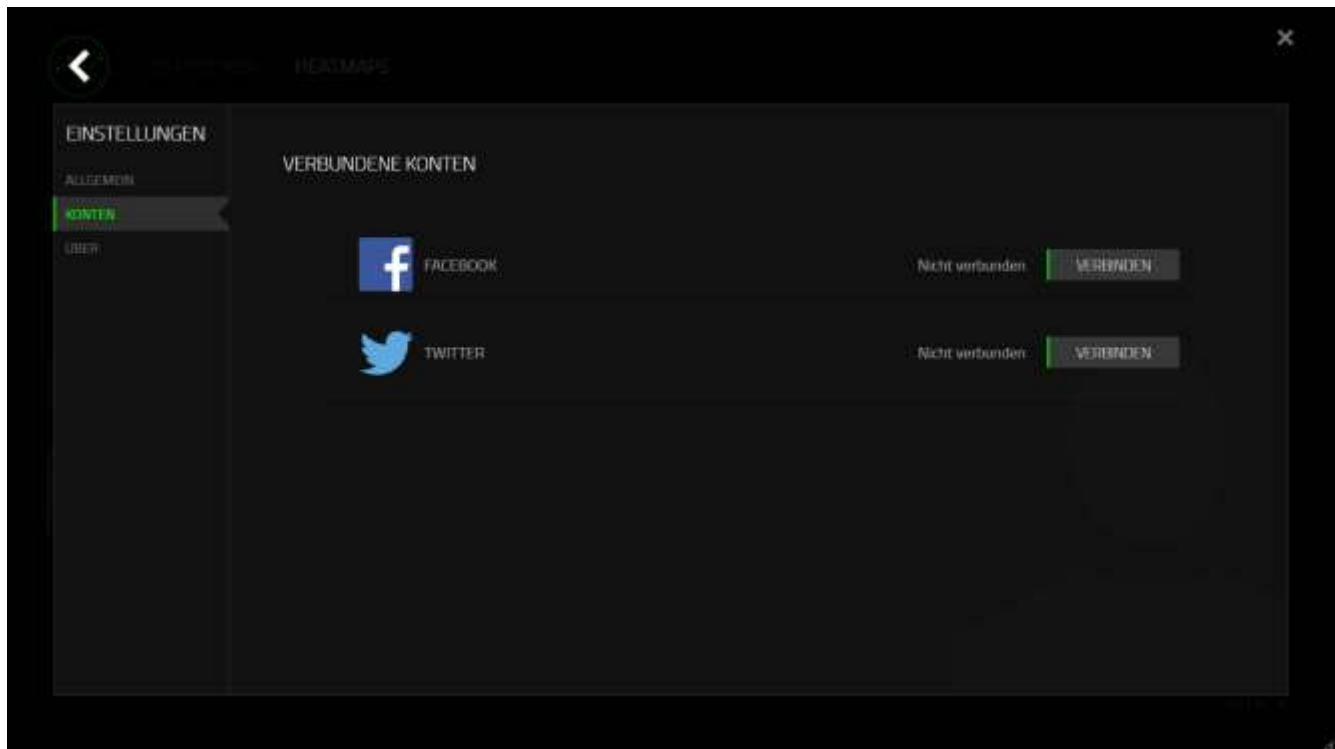 HEATMAPS
EINSTELLUNGEN
ALLGEMEIN
KONTEN
ÜBER
VERBUNDENE KONTEN
FACEBOOK
Nicht verbunden
VERBINDEN
TWITTER
Nicht verbunden
VERBINDEN